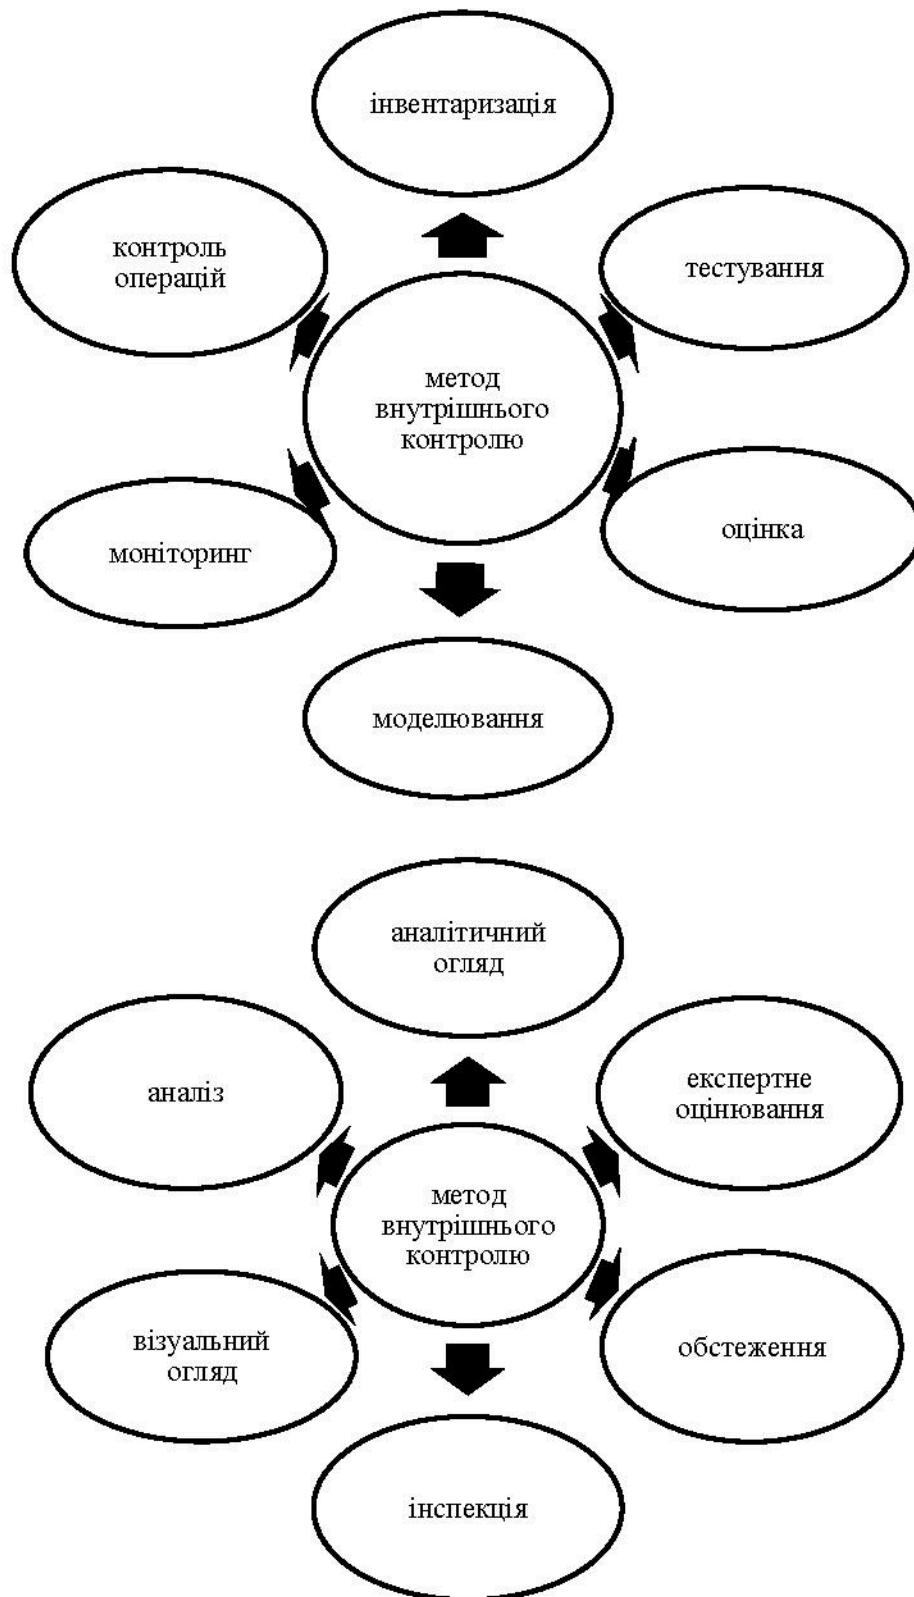 інвентаризація
контроль
операцій
тестування
метод
внутрішнього
контролю
моніторинг
оцінка
моделювання
аналітичний
огляд
аналіз
експертне
оцінювання
метод
внутрішнього
контролю
візуальний
огляд
обстеження
інспекція